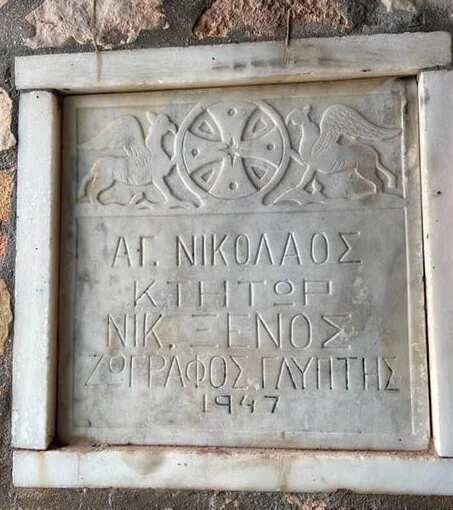 ΑΓ. ΝΙΚΟΛΑΟΣ
ΚΤΗΤΩΡ
ΝΙΚ. ΞΕΝΟΣ
ΖΩΓΡΑΦΟΣ, ΓΛΥΠΤΗΣ
1947